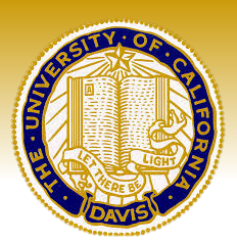 THE · UNIVERSITY · OF · CALIFORNIA
A
LET THERE BE LIGHT
DAVIS